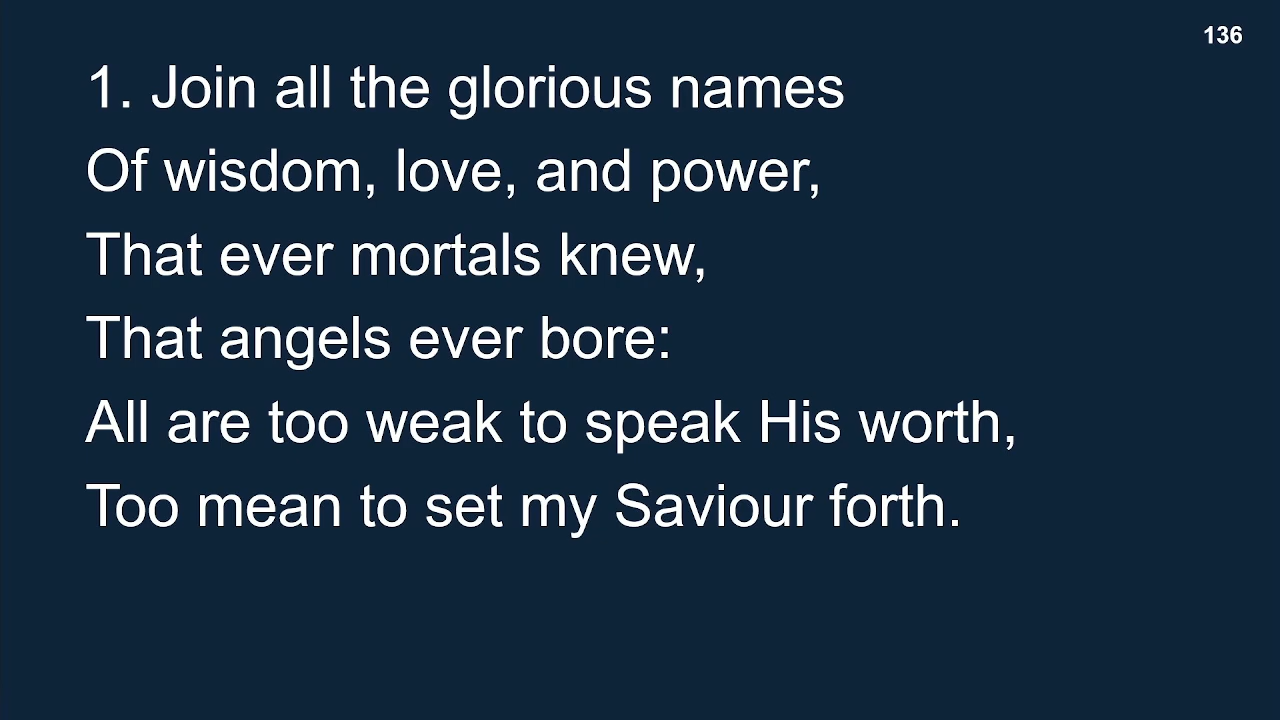 136
1. Join all the glorious names
Of wisdom, love, and power,
That ever mortals knew,
That angels ever bore:
All are too weak to speak His worth,
Too mean to set my Saviour forth.